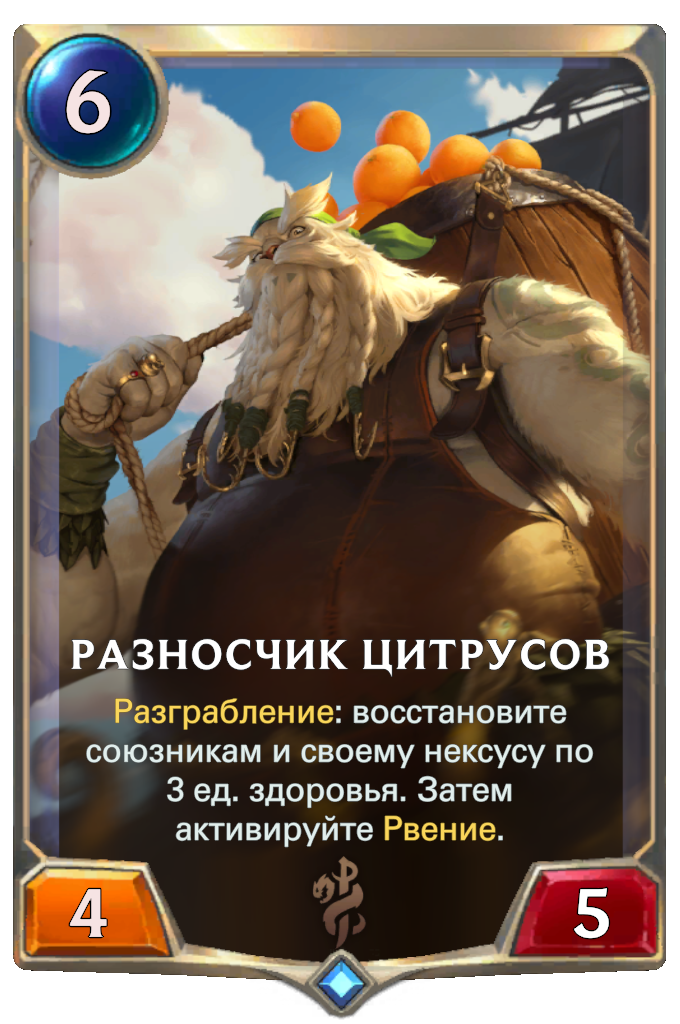 6
РАЗНОСЧИК ЦИТРУСОВ
Разграбление: восстановите
союзникам и своему нексусу по
3 ед. здоровья. Затем
активируйте Рвение.
4
5